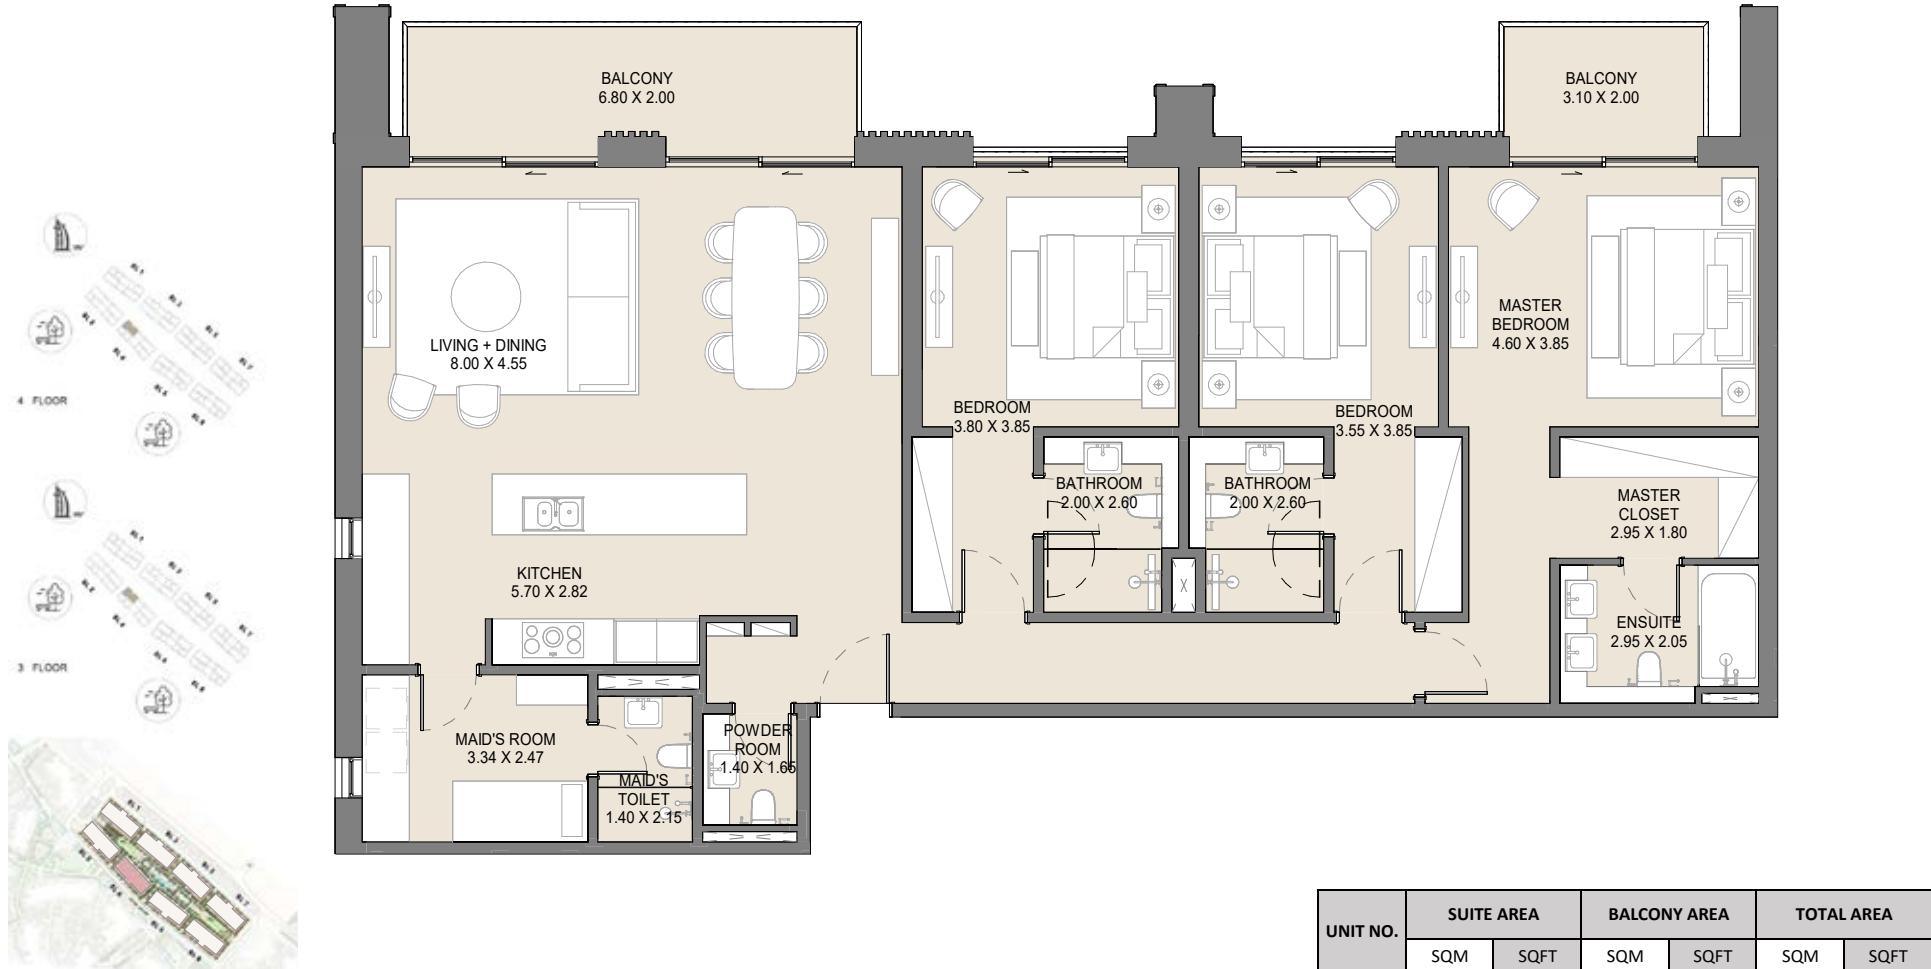 BALCONY
6.80 X 2.00
BALCONY
3.10 X 2.00
LIVING + DINING
8.00 X 4.55
MASTER
BEDROOM
4.60 X 3.85
BEDROOM
3.80 X 3.85
BEDROOM
3.55 X 3.85
BATHROOM
2.00 X 2.60
BATHROOM
2.00 X 2.60
MASTER
CLOSET
2.95 X 1.80
KITCHEN
5.70 X 2.82
ENSUITE
2.95 X 2.05
MAID'S ROOM
3.34 X 2.47
POWDER
ROOM
1.40 X 1.65
MAID'S
TOILET
1.40 X 2.15
4 FLOOR
3 FLOOR
UNIT NO.
SUITE AREA
BALCONY AREA
TOTAL AREA
SQM SQFT SQM SQFT SQM SQFT